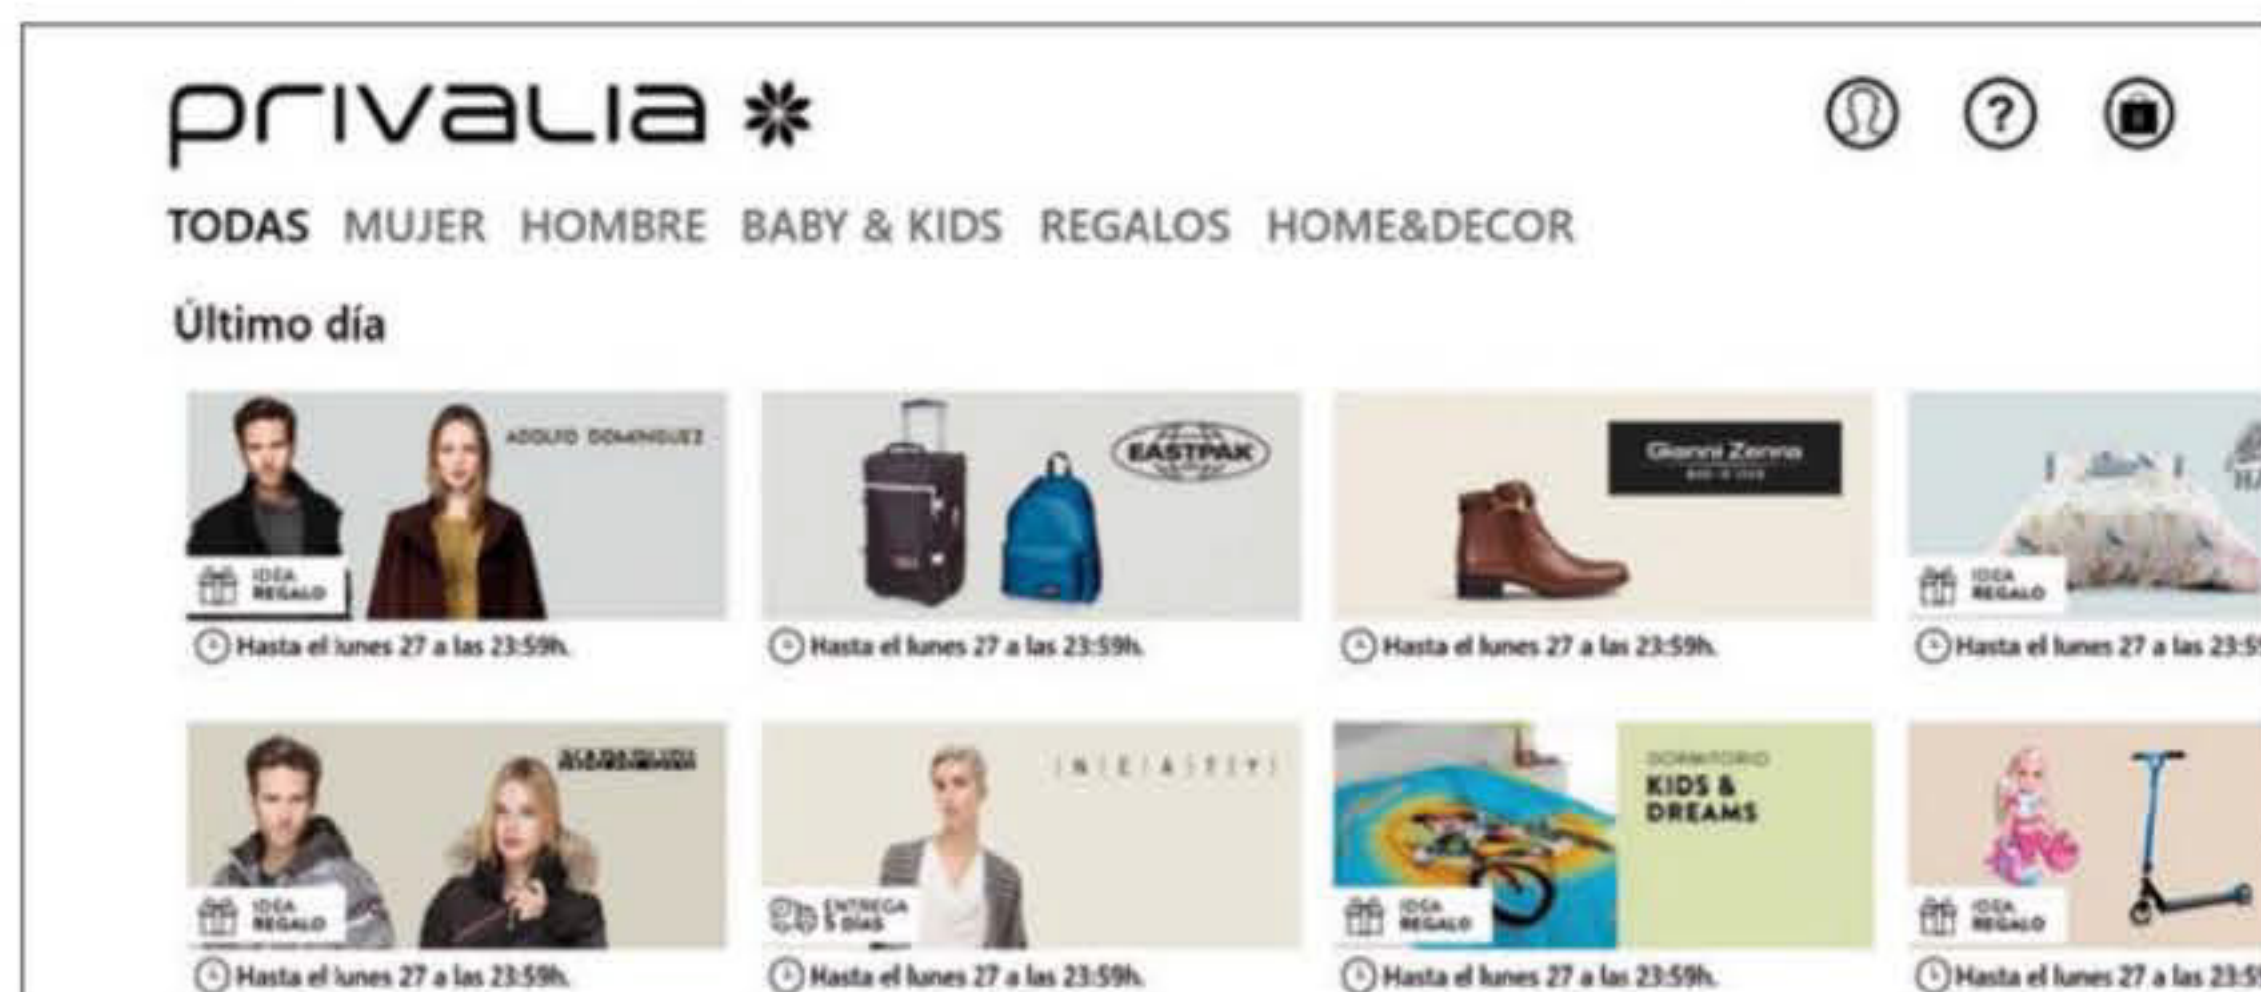 privalia
TODAS MUJER HOMBRE BABY & KIDS REGALOS HOME&DECOR
Último día
ADOLFO DOMINGUEZ
IDEA
REGALO
Hasta el lunes 27 a las 23:59h.
EASTPAK
Hasta el lunes 27 a las 23:59h.
Gianni Zenna
Hasta el lunes 27 a las 23:59h.
IDEA
REGALO
Hasta el lunes 27 a las 23:5
IDEA
REGALO
Hasta el lunes 27 a las 23:59h.
ENTREGA
5 DÍAS
Hasta el lunes 27 a las 23:59h.
DORMITORIO
KIDS &
DREAMS
IDEA
REGALO
Hasta el lunes 27 a las 23:59h.
IDEA
REGALO
Hasta el lunes 27 a las 23:5